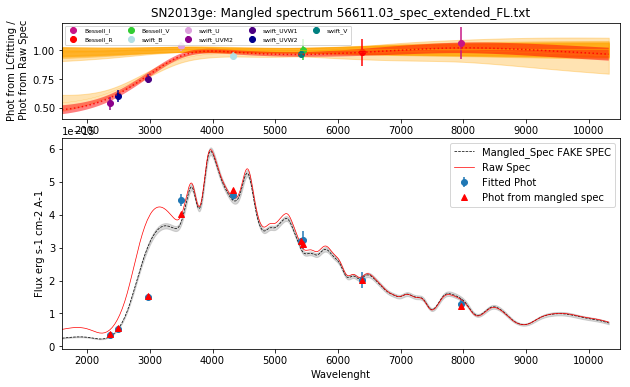 SN2013ge: Mangled spectrum 56611.03_spec_extended_FL.txt
Phot from LCfitting /
Phot from Raw Spec
1.00
0.75
0.50
Bessell_I
Bessell_R
Bessell_V
swift_B
swift_U
swift_UVM2
swift_UVW1
swift_UVW2
swift_V
2000 3000 4000 5000 6000 7000 8000 9000 10000
Flux erg s-1 cm-2 A-1
6
5
4
3
2
1
0
Mangled_Spec FAKE SPEC
Raw Spec
Fitted Phot
Phot from mangled spec
2000 3000 4000 5000 6000 7000 8000 9000 10000
Wavelenght